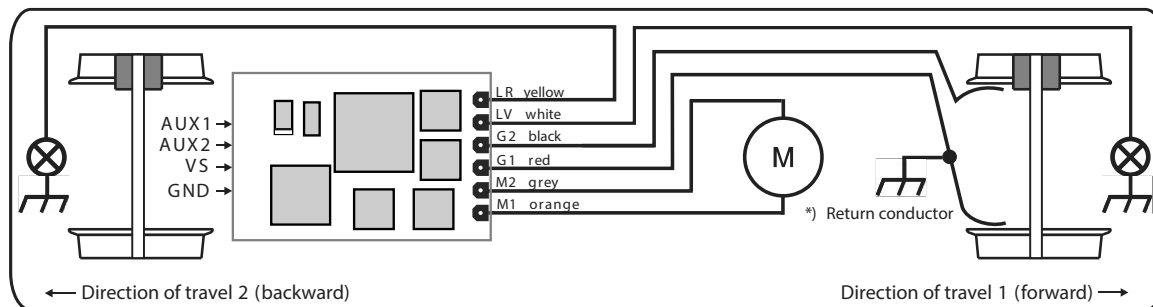 LR yellow
LV white
AUX1
G2 black
AUX2
VS
G1 red
GND
M2 grey
M1 orange
M
*) Return conductor
Direction of travel 2 (backward)
Direction of travel 1 (forward)